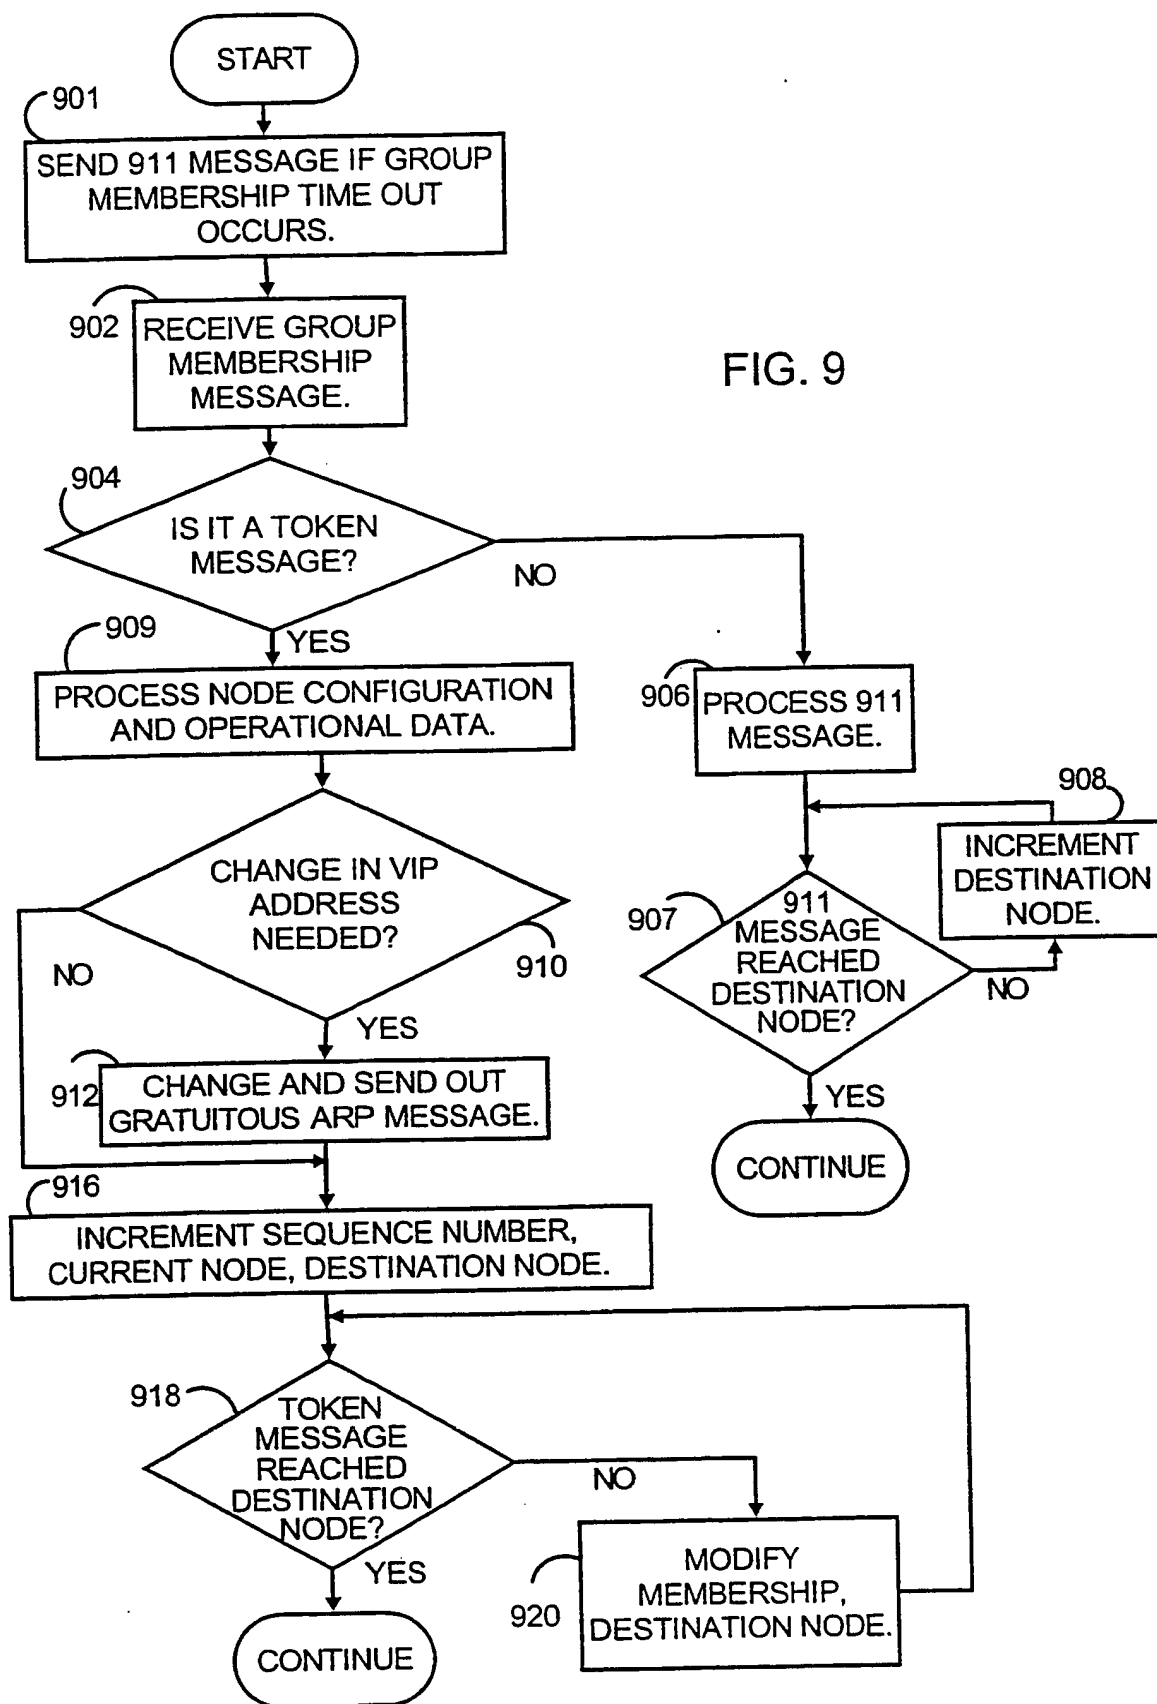 START
901
SEND 911 MESSAGE IF GROUP
MEMBERSHIP TIME OUT
OCCURS.
902
RECEIVE GROUP
MEMBERSHIP
MESSAGE.
FIG. 9
904
IS IT A TOKEN
MESSAGE?
NO
YES
909
PROCESS NODE CONFIGURATION
AND OPERATIONAL DATA.
906
PROCESS 911
MESSAGE.
908
INCREMENT
DESTINATION
NODE.
907
911
MESSAGE
REACHED
DESTINATION
NODE?
NO
YES
CONTINUE
CHANGE IN VIP
ADDRESS
NEEDED?
910
NO
YES
912
CHANGE AND SEND OUT
GRATUITOUS ARP MESSAGE.
916
INCREMENT SEQUENCE NUMBER,
CURRENT NODE, DESTINATION NODE.
918
TOKEN
MESSAGE
REACHED
DESTINATION
NODE?
NO
YES
920
MODIFY
MEMBERSHIP,
DESTINATION NODE.
CONTINUE